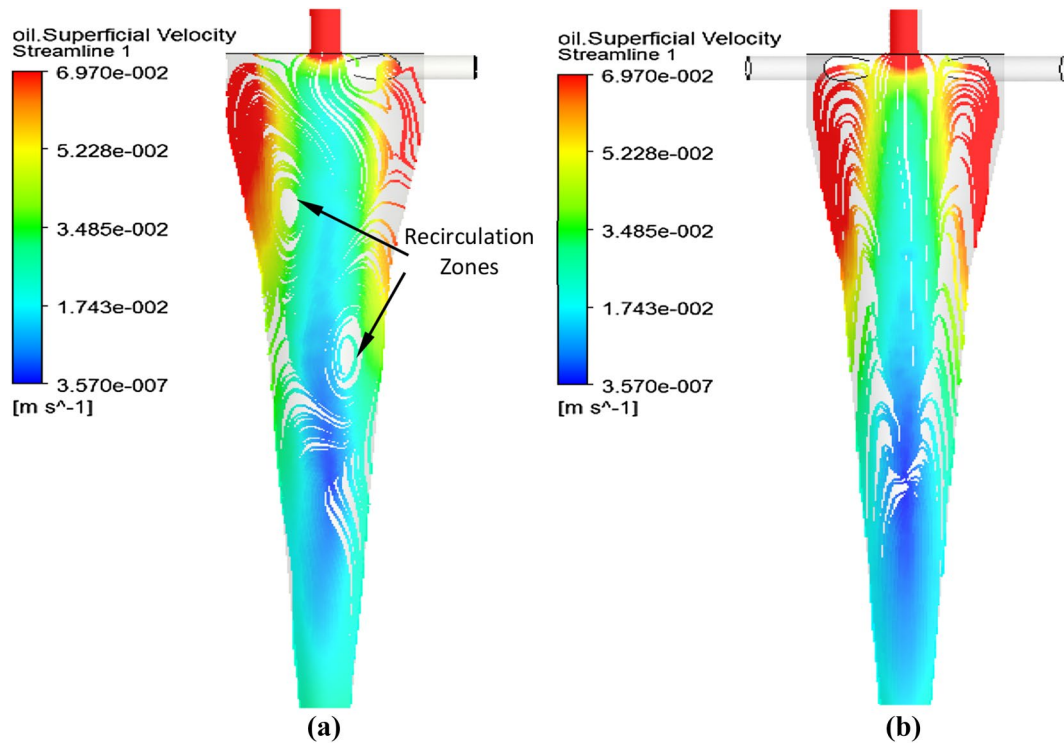 oil.Superficial Velocity
Streamline 1
6.970e-002
5.228e-002
3.485e-002
1.743e-002
3.570e-007
[m s^-1]
Recirculation
Zones
(a)
oil.Superficial Velocity
Streamline 1
6.970e-002
5.228e-002
3.485e-002
1.743e-002
3.570e-007
[m s^-1]
(b)